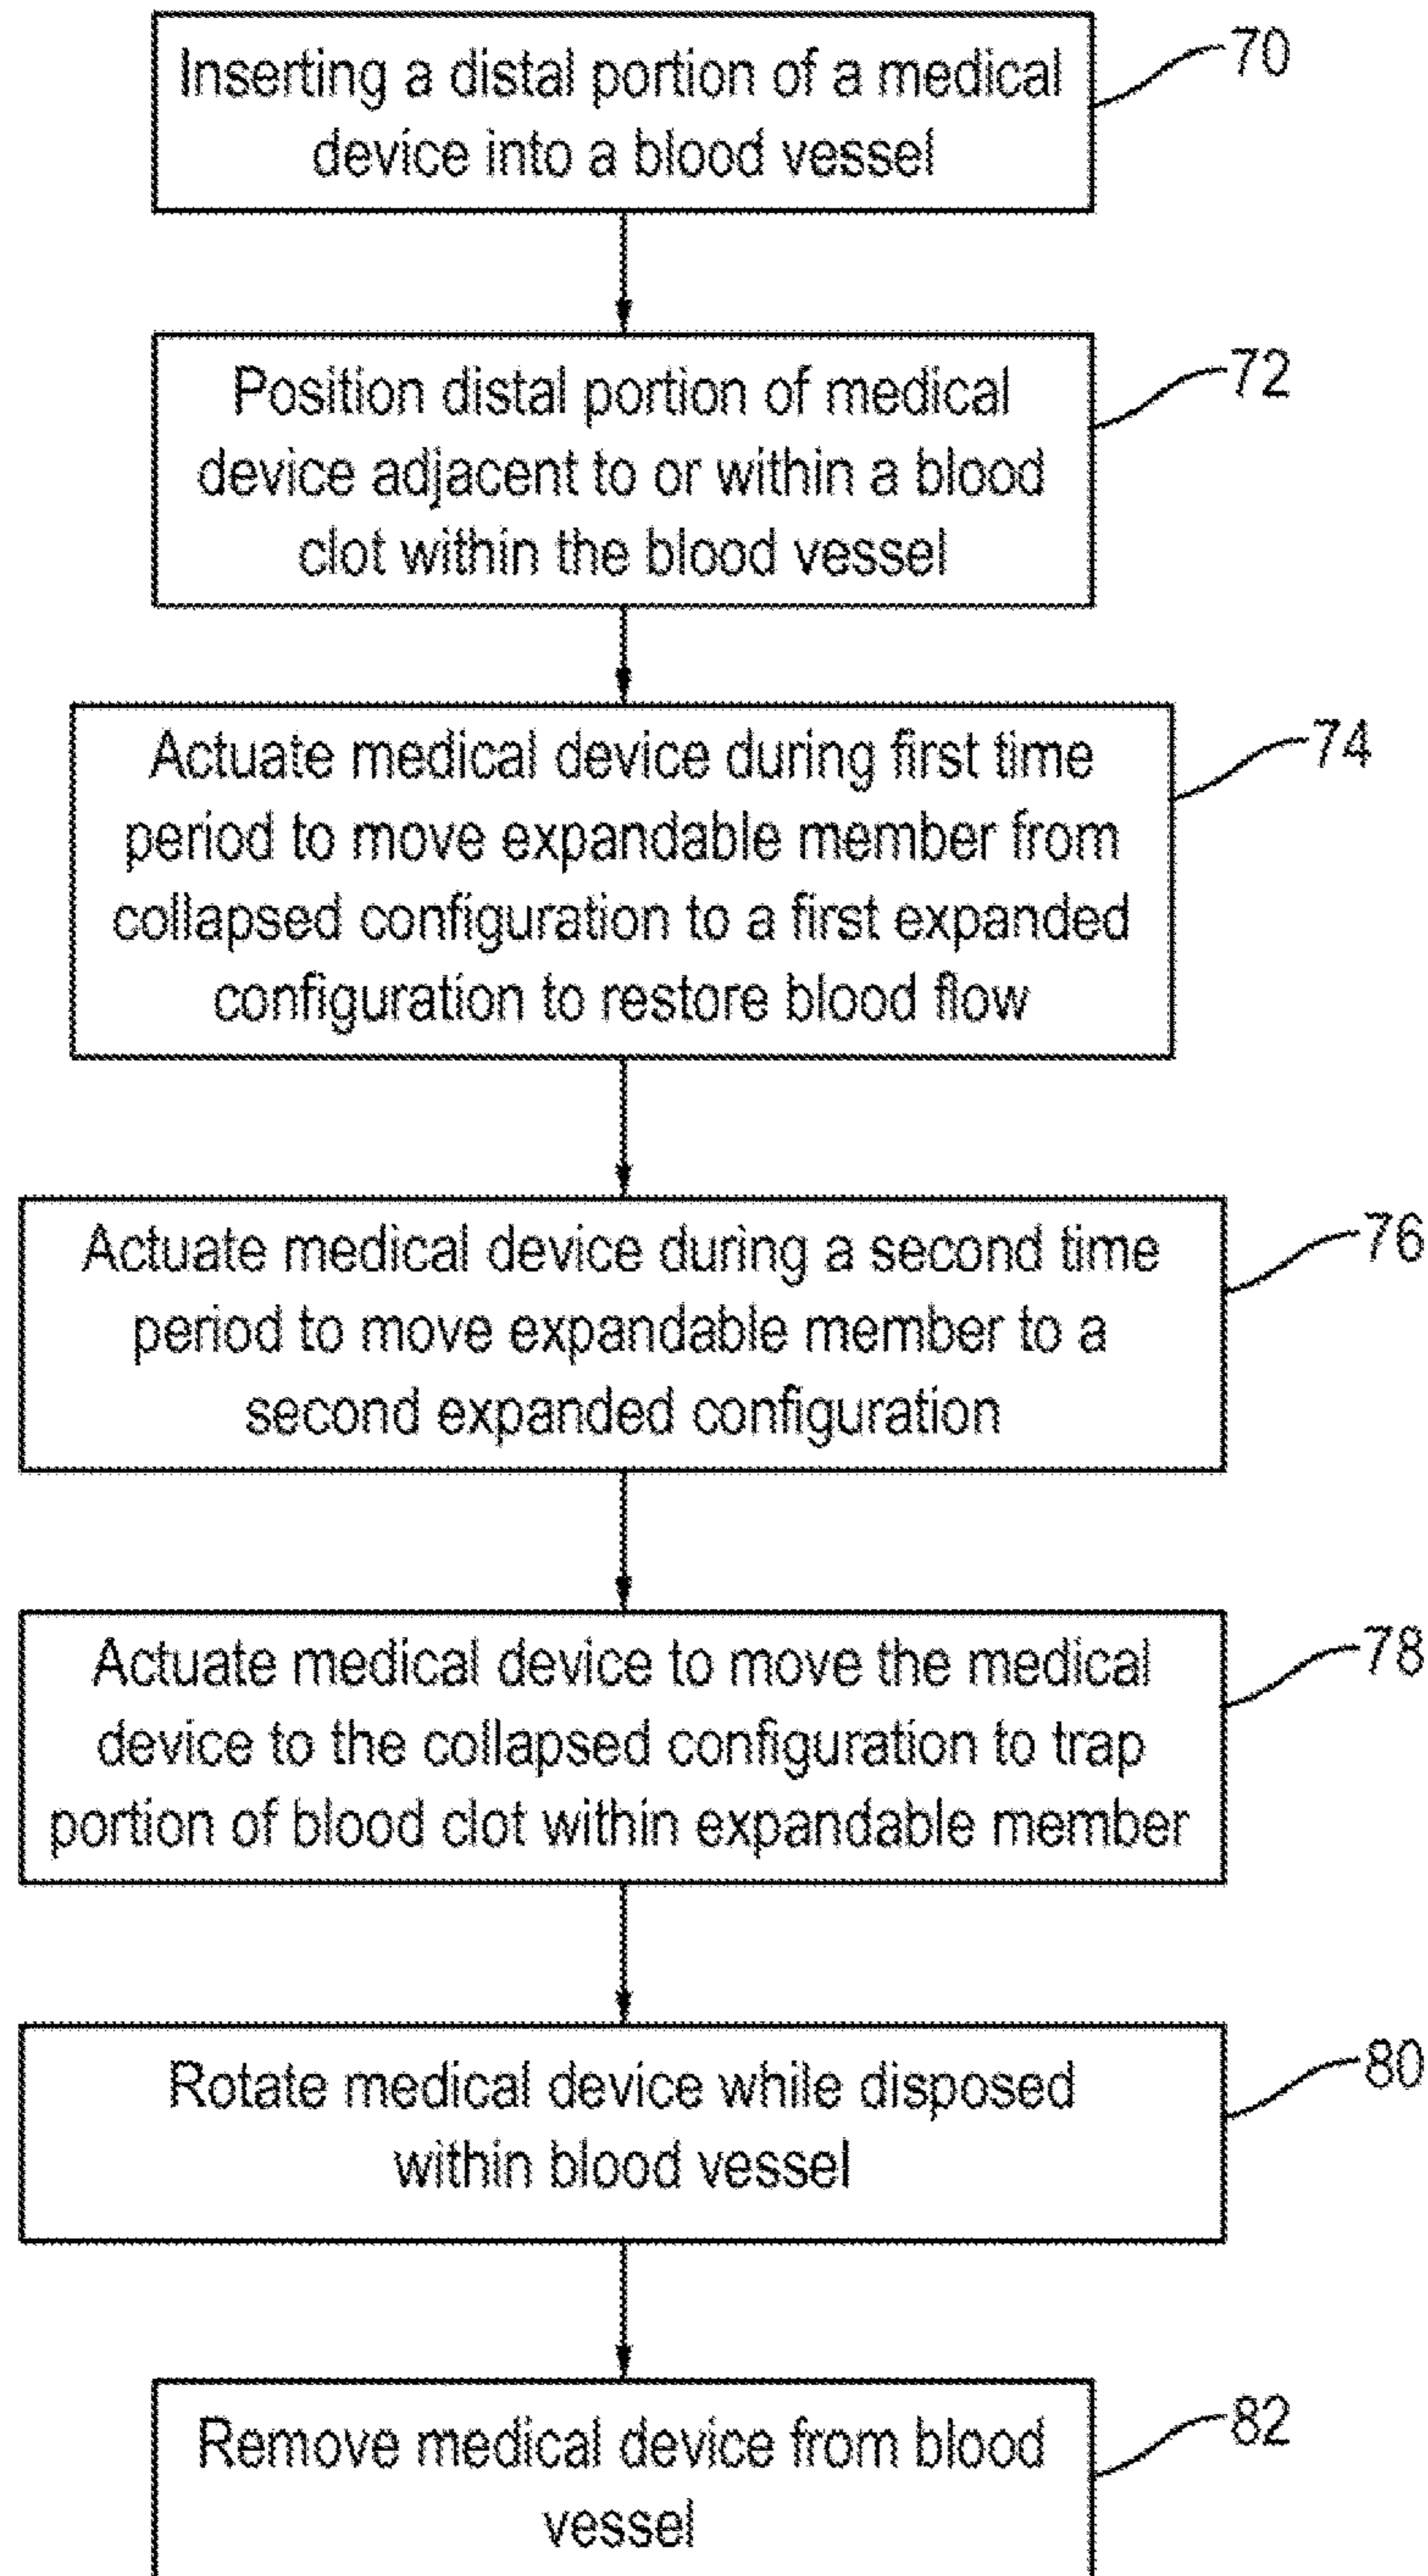 Inserting a distal portion of a medical
device into a blood vessel
70
Position distal portion of medical
device adjacent to or within a blood
clot within the blood vessel
72
Actuate medical device during first time
period to move expandable member from
collapsed configuration to a first expanded
configuration to restore blood flow
74
Actuate medical device during a second time
period to move expandable member to a
second expanded configuration
76
Actuate medical device to move the medical
device to the collapsed configuration to trap
portion of blood clot within expandable member
78
Rotate medical device while disposed
within blood vessel
80
Remove medical device from blood
vessel
82